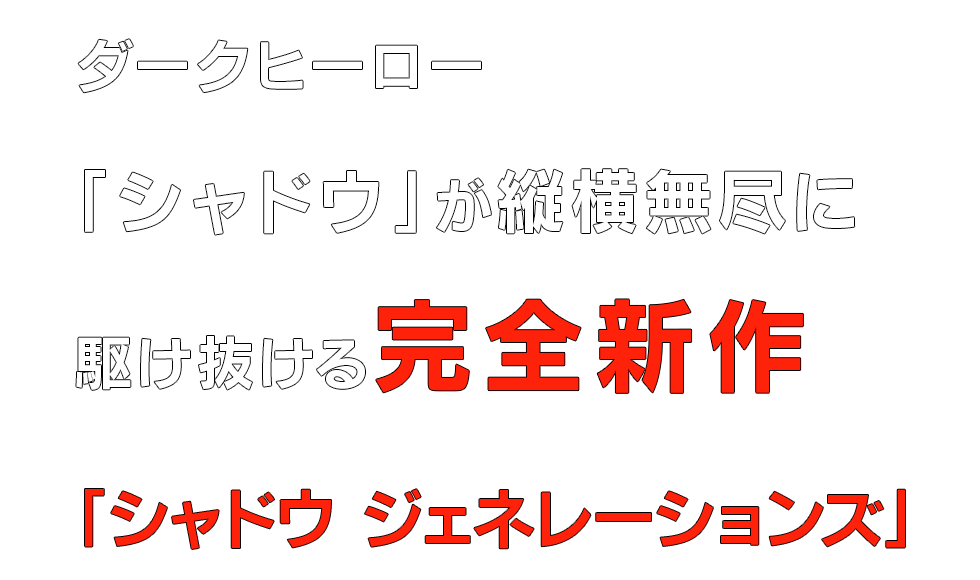 ダークヒーロー
「シャドウ」が縦横無尽に
駆け抜ける完全新作
「シャドウ ジェネレーションズ」